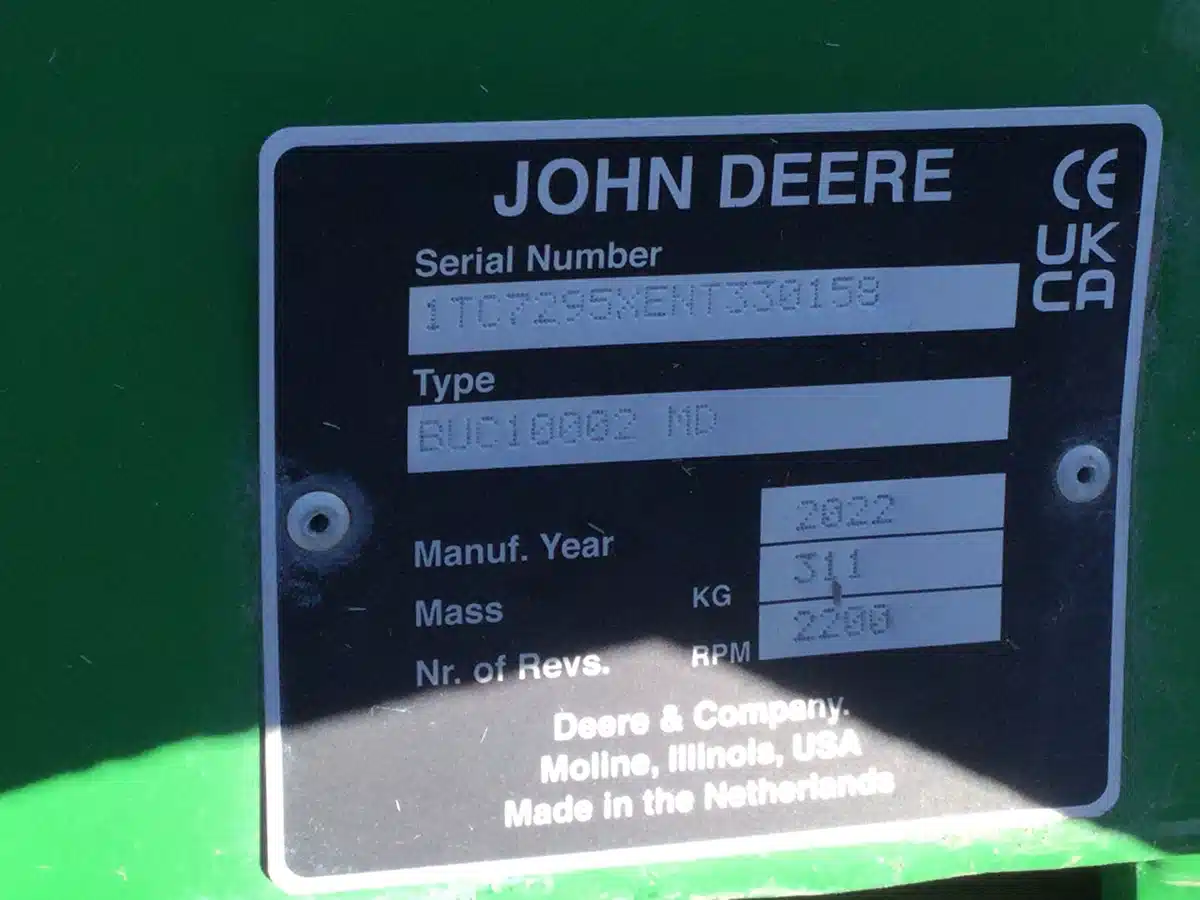 JOHN DEERE
CE
UK
CA
Serial Number
1TC7295XENT330158
Type
BUC10002 MD
Manuf. Year 2022
Mass KG 311
Nr. of Revs. RPM 2200
Deere & Company.
Moline, Illinois, USA
Made in the Netherlands